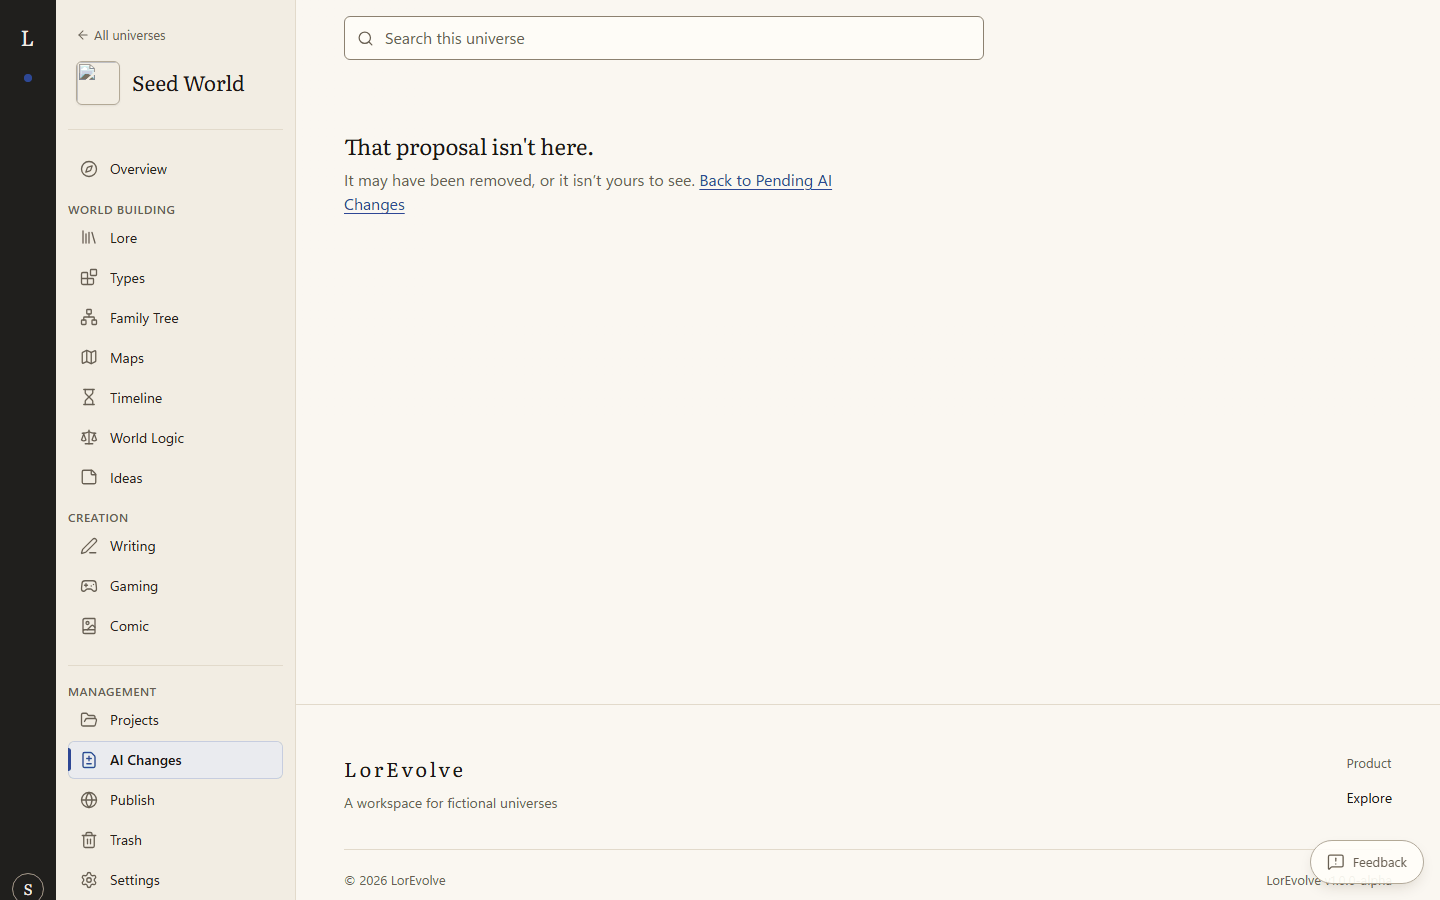 L
All universes
Seed World
Overview
WORLD BUILDING
Lore
Types
Family Tree
Maps
Timeline
World Logic
Ideas
CREATION
Writing
Gaming
Comic
MANAGEMENT
Projects
AI Changes
Publish
Trash
Settings
S
Search this universe
That proposal isn't here.
It may have been removed, or it isn’t yours to see. Back to Pending AI
Changes
LorEvolve
A workspace for fictional universes
Product
Explore
© 2026 LorEvolve
LorEvolve
Feedback